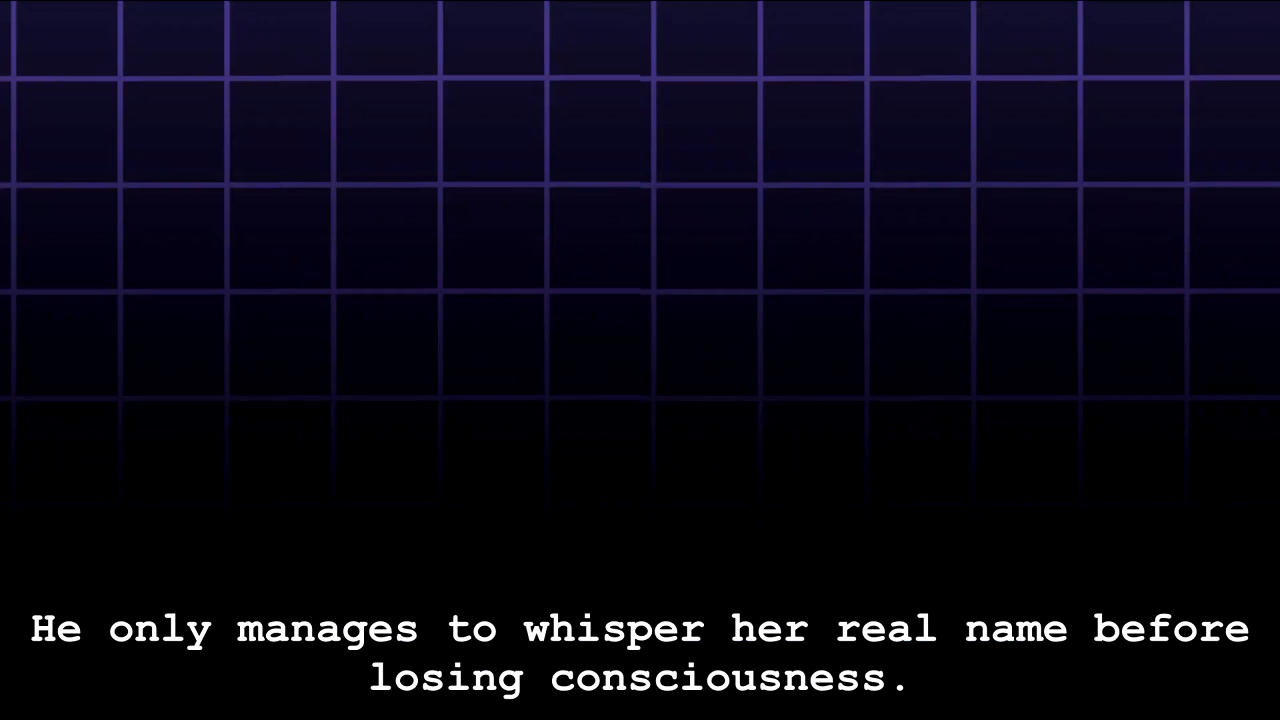 He only manages to whisper her real name before
losing consciousness.